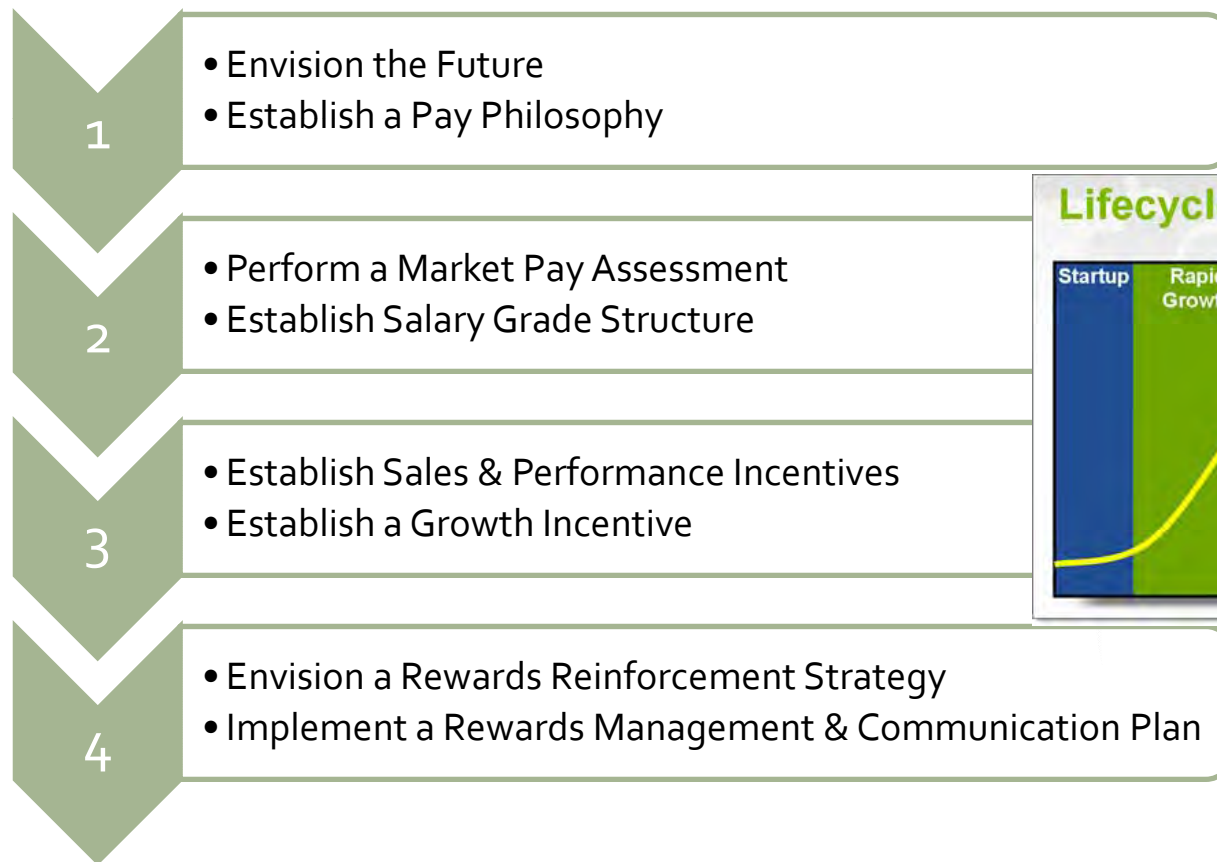 1
• Envision the Future
• Establish a Pay Philosophy
2
• Perform a Market Pay Assessment
• Establish Salary Grade Structure
3
• Establish Sales & Performance Incentives
• Establish a Growth Incentive
4
• Envision a Rewards Reinforcement Strategy
• Implement a Rewards Management & Communication Plan
Startup